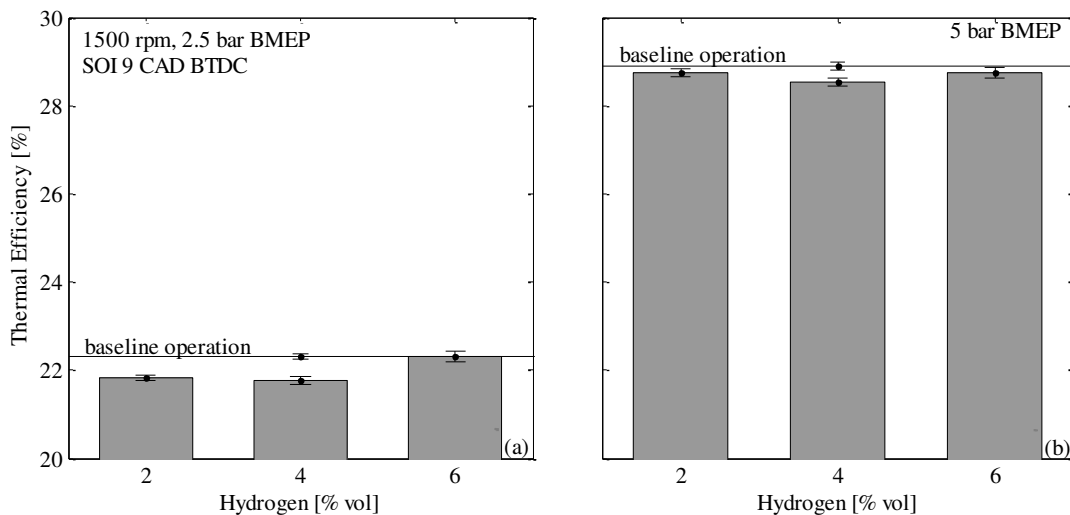 30
28
26
24
22
20
Thermal Efficiency [%]
1500 rpm, 2.5 bar BMEP
SOI 9 CAD BTDC
baseline operation
(a)
2 4 6
Hydrogen [% vol]
5 bar BMEP
baseline operation
(b)
2 4 6
Hydrogen [% vol]